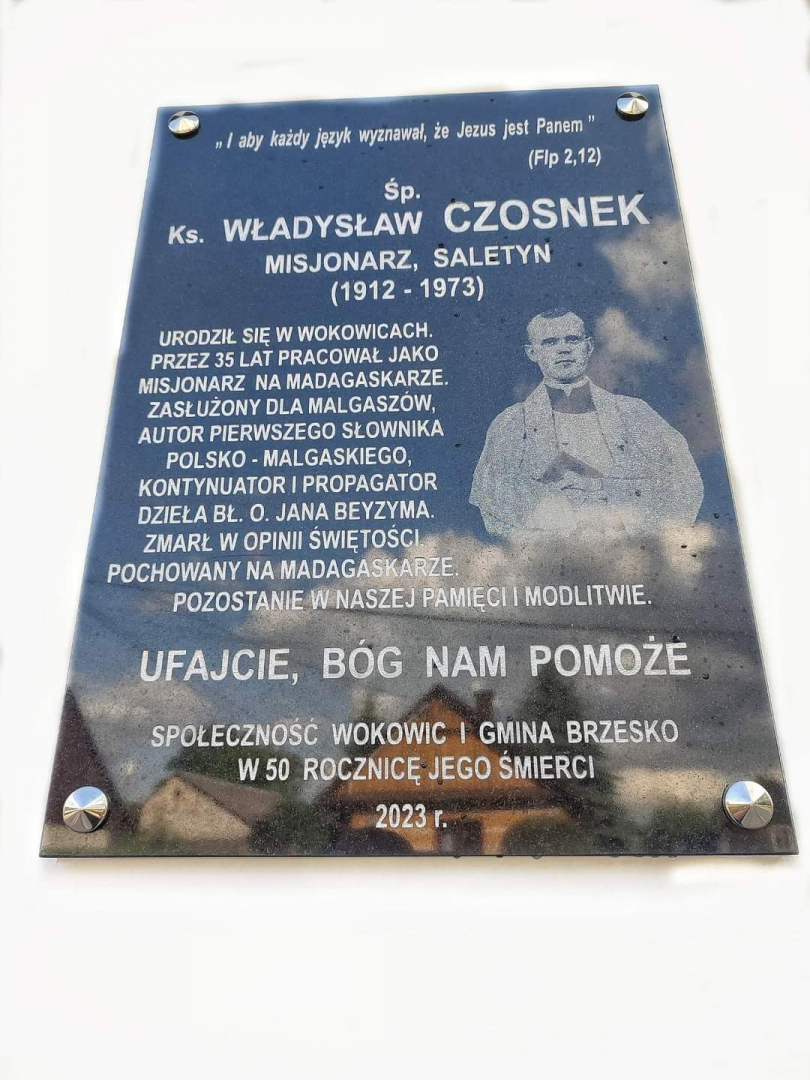 „I aby każdy język wyznawał, że Jezus jest Panem”
(Flp 2,12)
Śp.
Ks. WŁADYSŁAW CZOSNEK
MISJONARZ, SALETYN
(1912 - 1973)
URODZIŁ SIĘ W WOKOWICACH.
PRZEZ 35 LAT PRACOWAŁ JAKO
MISJONARZ NA MADAGASKARZE.
ZASŁUŻONY DLA MALGASZÓW,
AUTOR PIERWSZEGO SŁOWNIKA
POLSKO - MALGASKIEGO,
KONTYNUATOR I PROPAGATOR
DZIEŁA BŁ. O. JANA BEYZYMA.
ZMARŁ W OPINII ŚWIĘTOŚCI.
POCHOWANY NA MADAGASKARZE.
POZOSTANIE W NASZEJ PAMIĘCI I MODLITWIE.
UFAJCIE, BÓG NAM POMOŻE
SPOŁECZNOŚĆ WOKOWIC I GMINA BRZESKO
W 50 ROCZNICĘ JEGO ŚMIERCI
2023 r.